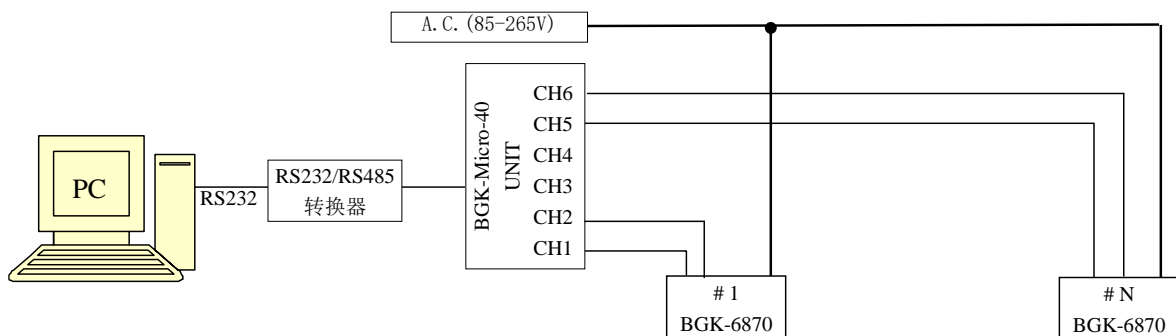 A.C.(85-265V)
BGK-Micro-40
UNIT
CH6
CH5
CH4
CH3
CH2
CH1
PC
RS232
RS232/RS485
转换器
# 1
BGK-6870
# N
BGK-6870